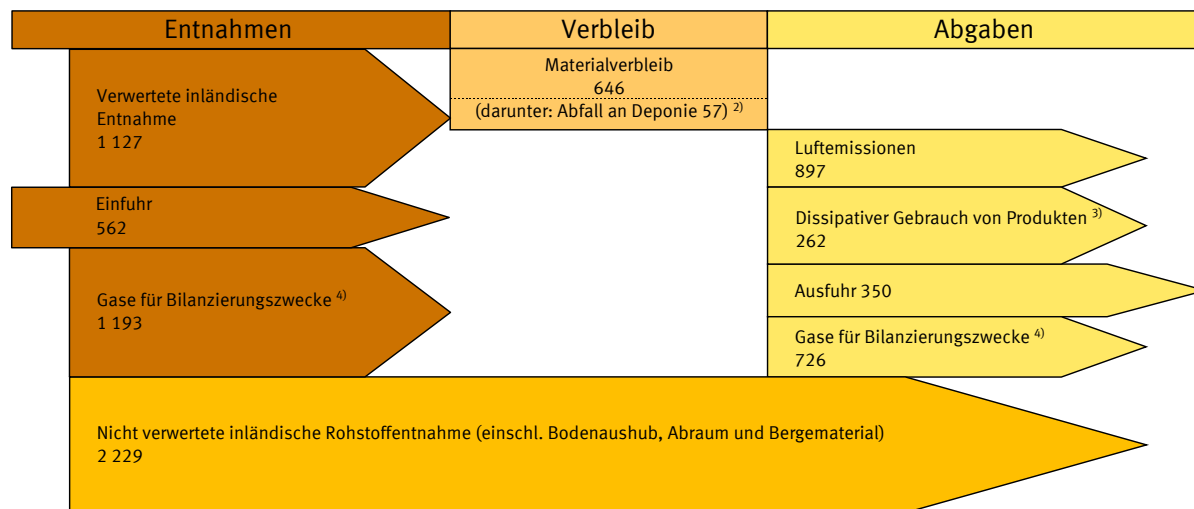 Entnahmen
Verbleib
Abgaben
Verwertete inländische
Entnahme
1 127
Materialverbleib
646
(darunter: Abfall an Deponie 57) 2)
Luftemissionen
897
Einfuhr
562
Dissipativer Gebrauch von Produkten 3)
262
Gase für Bilanzierungszwecke 4)
1 193
Ausfuhr 350
Gase für Bilanzierungszwecke 4)
726
Nicht verwertete inländische Rohstoffentnahme (einschl. Bodenaushub, Abraum und Bergematerial)
2 229